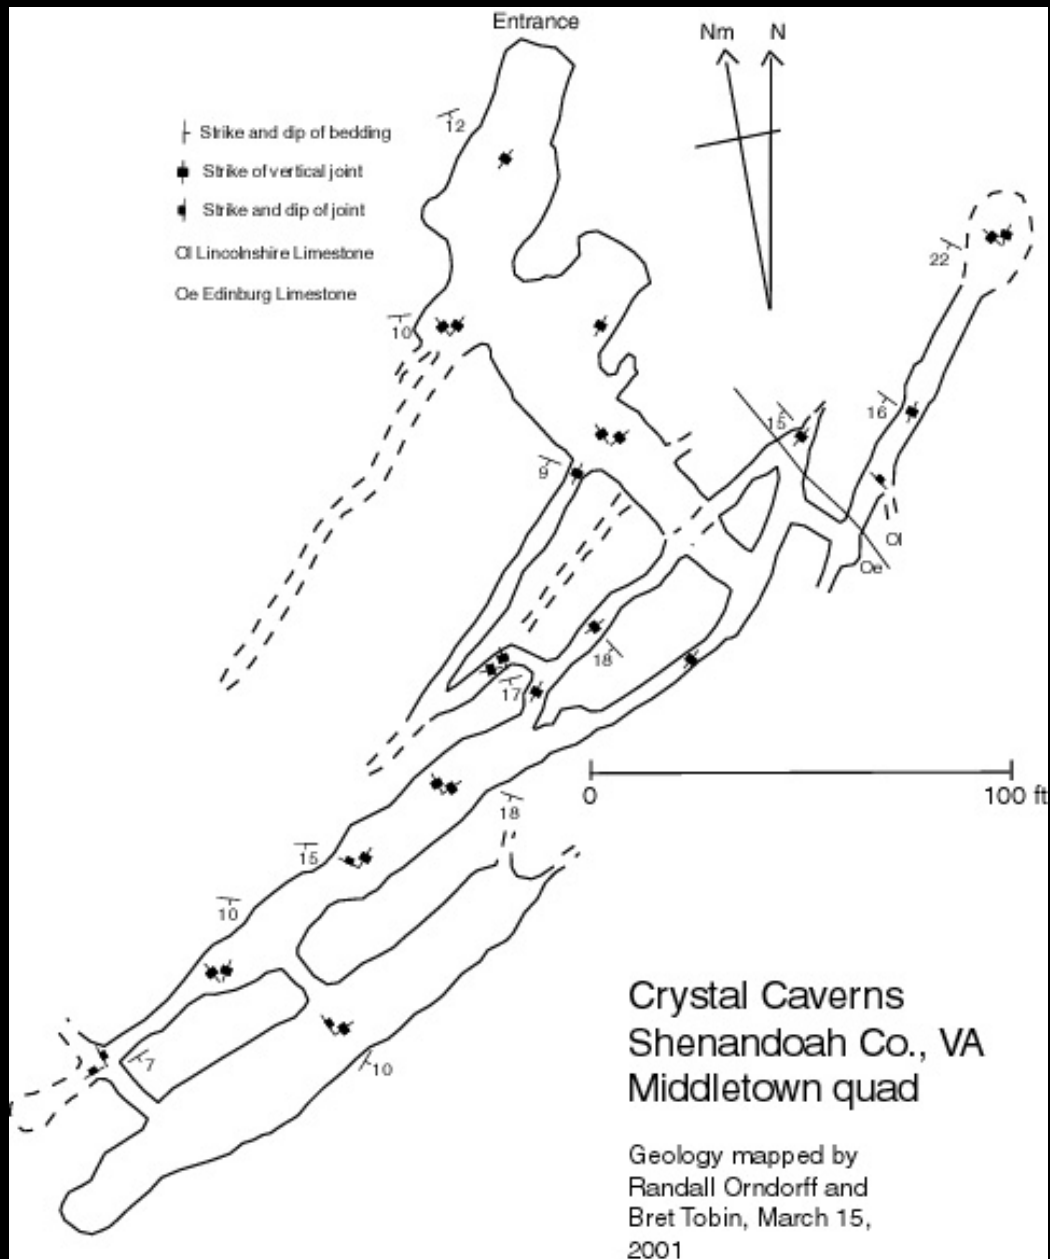 Entrance
Nm
N
12
Strike and dip of bedding
Strike of vertical joint
Strike and dip of joint
Ol Lincolnshire Limestone
Oe Edinburg Limestone
22
10
16
15
9
Ol
Oe
18
17
0
100 ft
18
15
10
7
10
Crystal Caverns
Shenandoah Co., VA
Middletown quad
Geology mapped by
Randall Orndorff and
Bret Tobin, March 15,
2001